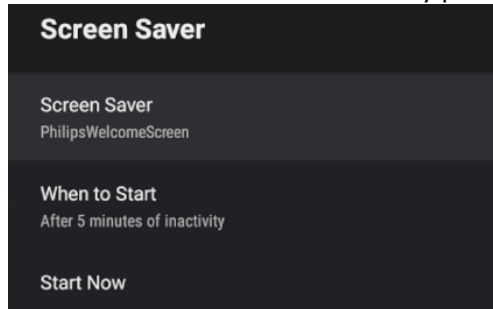 Screen Saver
Screen Saver
PhilipsWelcomeScreen
When to Start
After 5 minutes of inactivity
Start Now